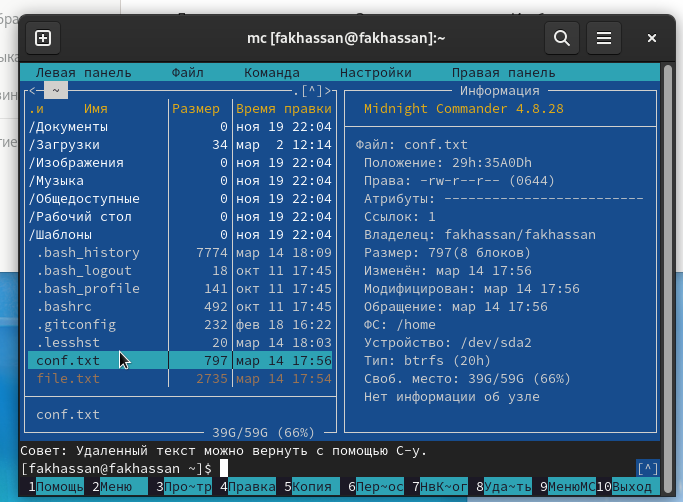 mc [fakhassan@fakhassan]:~
Левая панель Файл Команда Настройки Правая панель
<─ ~ .[^]>
.и Имя Размер Время правки
/Документы 0 ноя 19 22:04
/Загрузки 34 мар 2 12:14
/Изображения 0 ноя 19 22:04
/Музыка 0 ноя 19 22:04
/Общедоступные 0 ноя 19 22:04
/Рабочий стол 0 ноя 19 22:04
/Шаблоны 0 ноя 19 22:04
.bash_history 7774 мар 14 18:09
.bash_logout 18 окт 11 17:45
.bash_profile 141 окт 11 17:45
.bashrc 492 окт 11 17:45
.gitconfig 232 фев 18 16:22
.lesshst 20 мар 14 18:03
conf.txt 797 мар 14 17:56
file.txt 2735 мар 14 17:54
conf.txt
39G/59G (66%)
Информация
Midnight Commander 4.8.28
Файл: conf.txt
Положение: 29h:35A0Dh
Права: -rw-r--r-- (0644)
Атрибуты: -------------------------
Ссылок: 1
Владелец: fakhassan/fakhassan
Размер: 797(8 блоков)
Изменён: мар 14 17:56
Модифицирован: мар 14 17:56
Обращение: мар 14 17:56
ФС: /home
Устройство: /dev/sda2
Тип: btrfs (20h)
Своб. место: 39G/59G (66%)
Нет информации об узле
Совет: Удаленный текст можно вернуть с помощью C-y.
[fakhassan@fakhassan ~]$ [^]
1Помощь 2Меню 3Про~тр 4Правка 5Копия 6Пер~ос 7НвК~ог 8Уда~ть 9МенюMC 10Выход